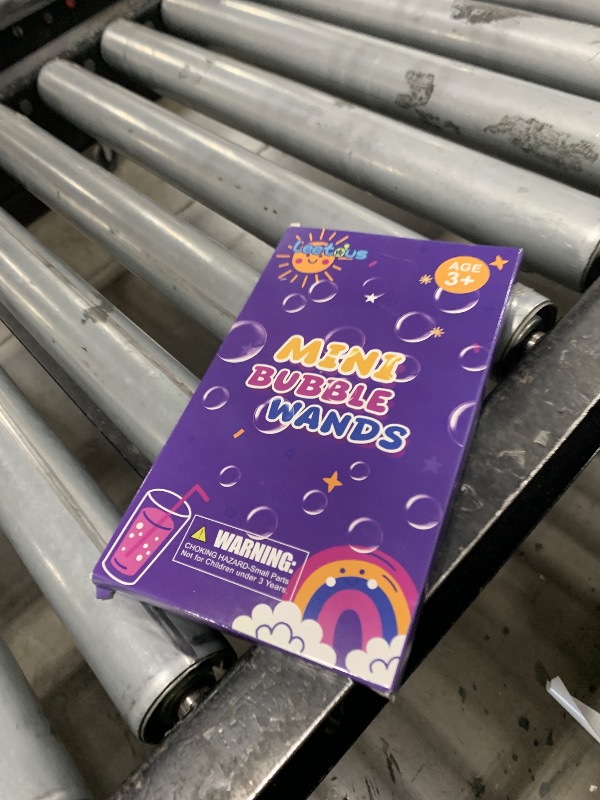 AGE
3+
MINI
BUBBLE
WANDS
WARNING:
CHOKING HAZARD-Small Parts
Not for Children under 3 Years.